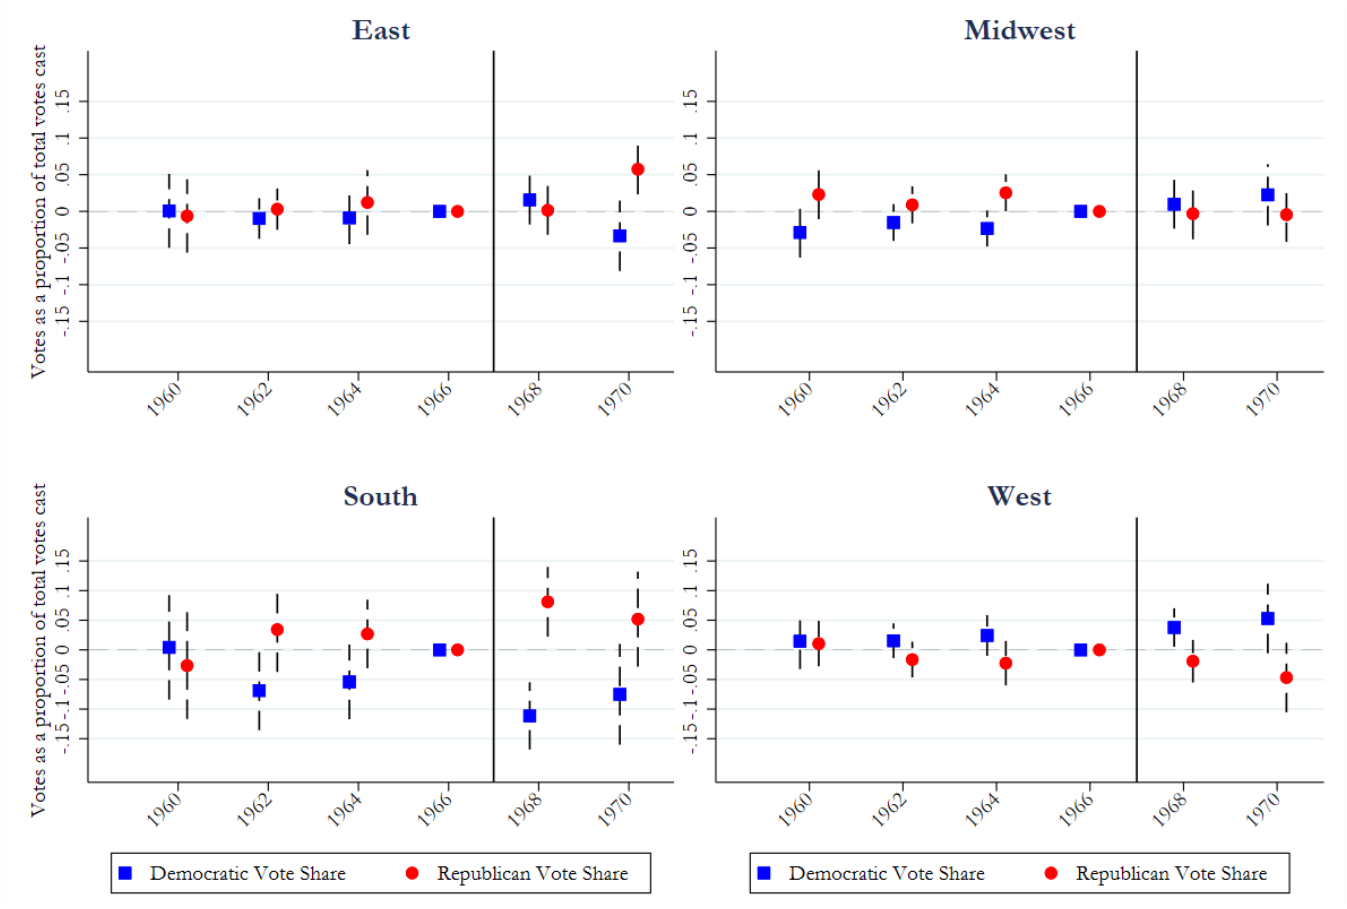 East
Votes as a proportion of total votes cast
.15
.1
.05
0
-.05
-.1
-.15
1960 1962 1964 1966 1968 1970
Midwest
.15
.1
.05
0
-.05
-.1
-.15
1960 1962 1964 1966 1968 1970
South
Votes as a proportion of total votes cast
.15
.1
.05
0
-.05
-.1
-.15
1960 1962 1964 1966 1968 1970
West
.15
.1
.05
0
-.05
-.1
-.15
1960 1962 1964 1966 1968 1970
Democratic Vote Share Republican Vote Share
Democratic Vote Share Republican Vote Share